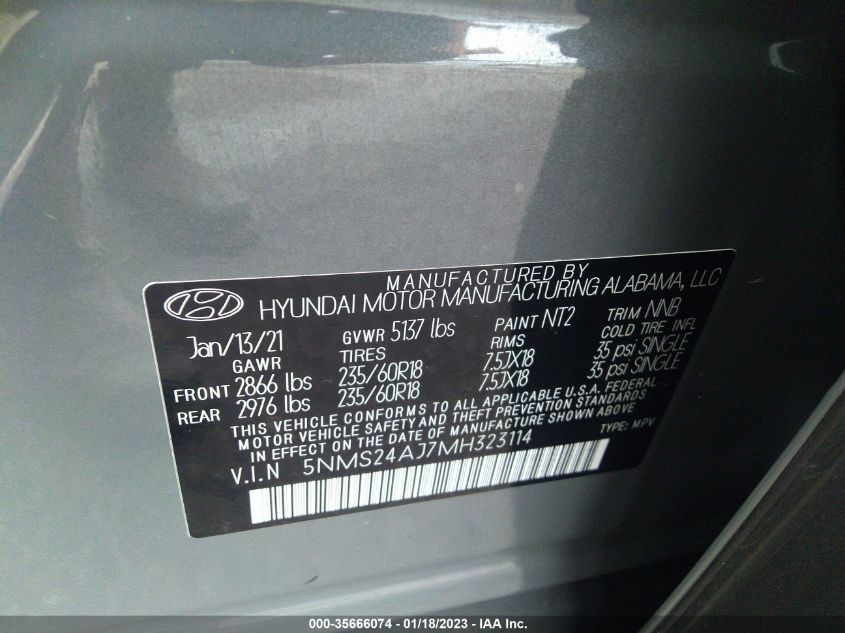 MANUFACTURED BY
HYUNDAI MOTOR MANUFACTURING ALABAMA, LLC
Jan/13/21 GVWR 5137 lbs PAINT NT2 TRIM NNB
GAWR TIRES RIMS COLD TIRE INFL
FRONT 2866 lbs 235/60R18 7.5JX18 35 psi SINGLE
REAR 2976 lbs 235/60R18 7.5JX18 35 psi SINGLE
THIS VEHICLE CONFORMS TO ALL APPLICABLE U.S.A. FEDERAL
MOTOR VEHICLE SAFETY AND THEFT PREVENTION STANDARDS
IN EFFECT ON THE DATE OF MANUFACTURE SHOWN ABOVE
V.I.N 5NMS24AJ7MH323114 TYPE: MPV
000-35666074 - 01/18/2023 - IAA Inc.